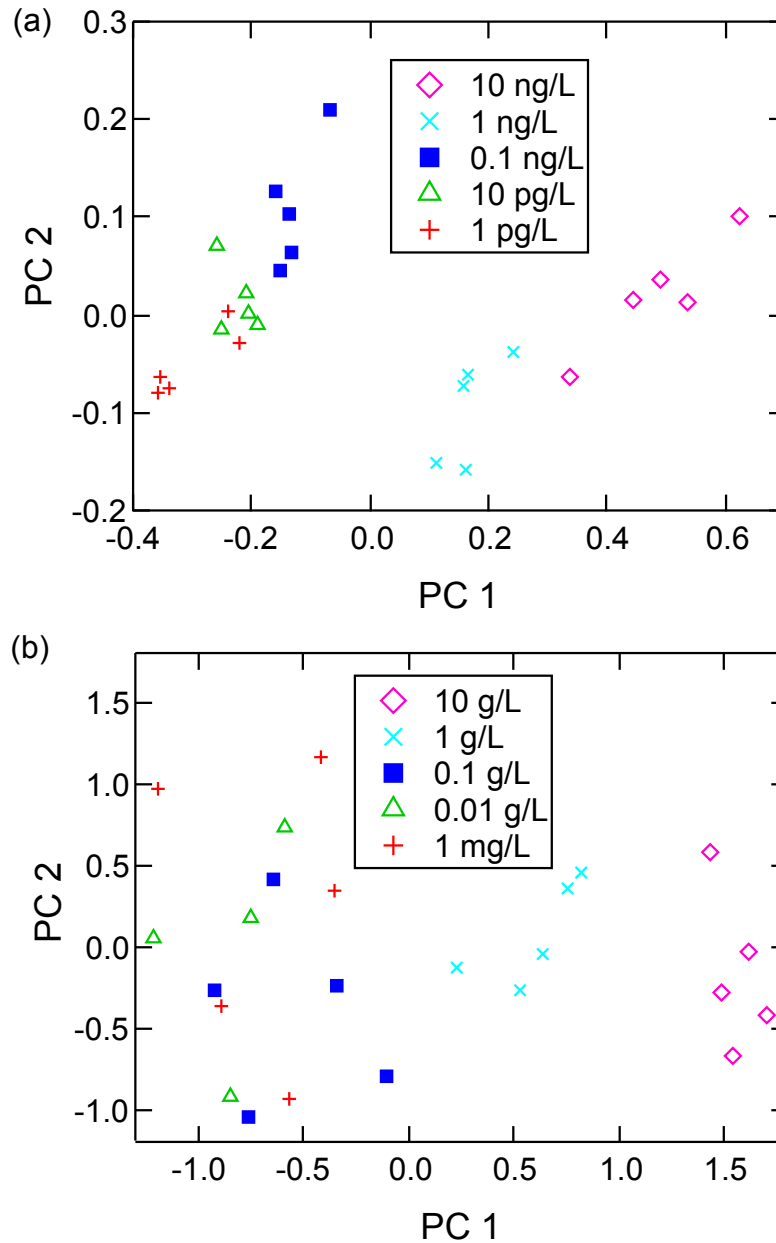 (a)
0.3
0.2
0.1
0.0
-0.1
-0.2
PC 2
10 ng/L
1 ng/L
0.1 ng/L
10 pg/L
1 pg/L
-0.4 -0.2 0.0 0.2 0.4 0.6
PC 1
(b)
1.5
1.0
0.5
0.0
-0.5
-1.0
PC 2
10 g/L
1 g/L
0.1 g/L
0.01 g/L
1 mg/L
-1.0 -0.5 0.0 0.5 1.0 1.5
PC 1